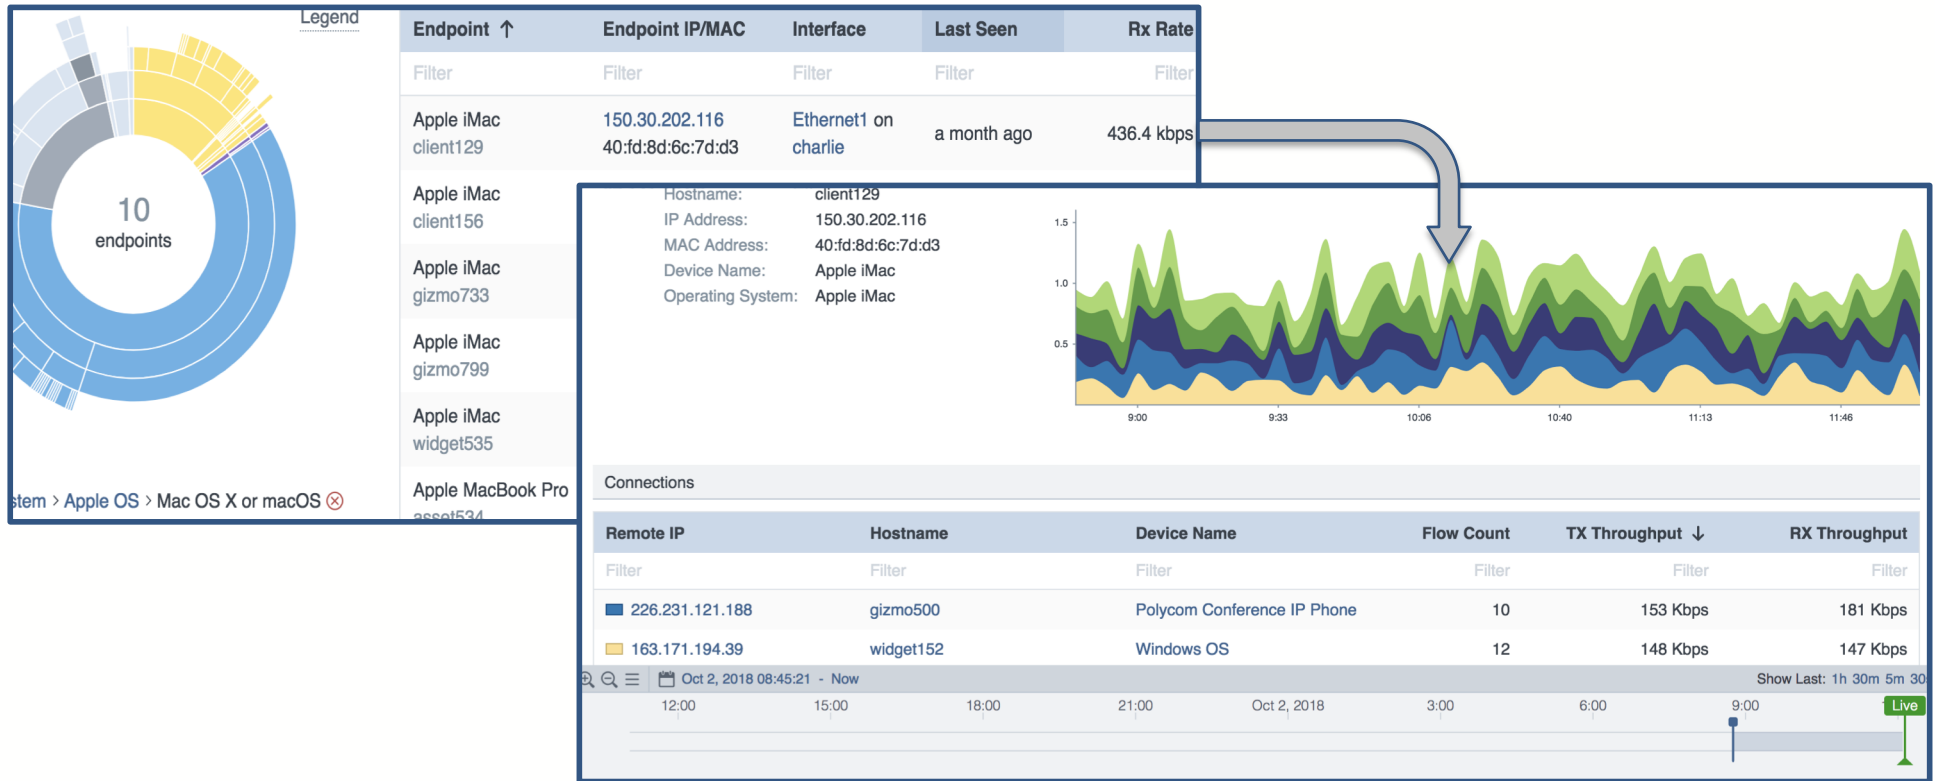 Legend
10
endpoints
stem > Apple OS > Mac OS X or macOS
Endpoint ↑ Endpoint IP/MAC Interface Last Seen Rx Rate
Filter Filter Filter Filter Filter
Apple iMac 150.30.202.116 Ethernet1 on a month ago 436.4 kbps
client129 40:fd:8d:6c:7d:d3 charlie
Apple iMac
client156
Apple iMac
gizmo733
Apple iMac
gizmo799
Apple iMac
widget535
Apple MacBook Pro
asset534
Hostname: client129
IP Address: 150.30.202.116
MAC Address: 40:fd:8d:6c:7d:d3
Device Name: Apple iMac
Operating System: Apple iMac
1.5
1.0
0.5
9:00 9:33 10:06 10:40 11:13 11:46
Connections
Remote IP Hostname Device Name Flow Count TX Throughput ↓ RX Throughput
Filter Filter Filter Filter Filter Filter
226.231.121.188 gizmo500 Polycom Conference IP Phone 10 153 Kbps 181 Kbps
163.171.194.39 widget152 Windows OS 12 148 Kbps 147 Kbps
Oct 2, 2018 08:45:21 - Now Show Last: 1h 30m 5m 30
12:00 15:00 18:00 21:00 Oct 2, 2018 3:00 6:00 9:00 Live